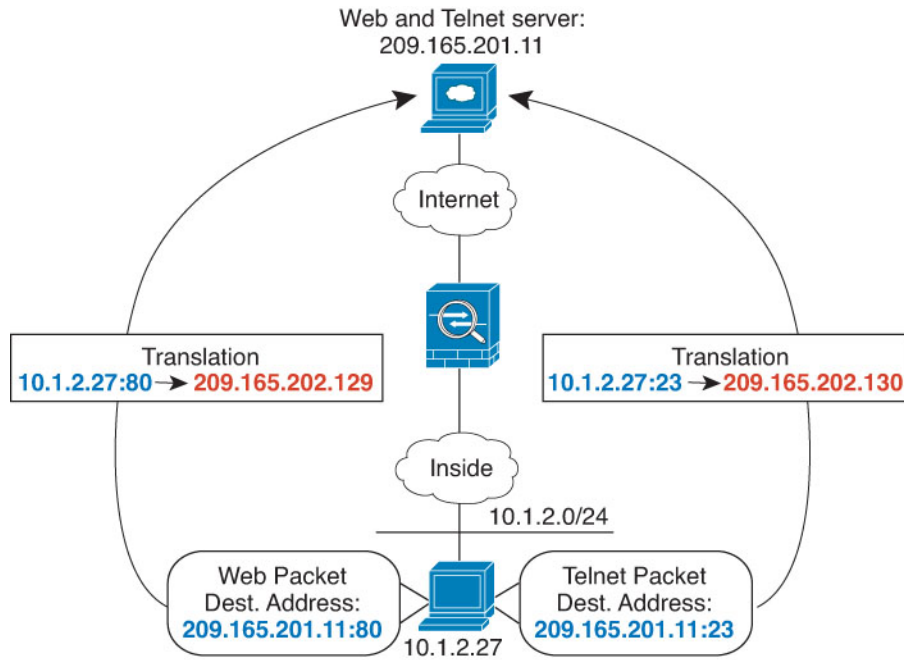 Web and Telnet server:
209.165.201.11
Internet
Translation
10.1.2.27:80 → 209.165.202.129
Translation
10.1.2.27:23 → 209.165.202.130
Inside
10.1.2.0/24
Web Packet
Dest. Address:
209.165.201.11:80
Telnet Packet
Dest. Address:
209.165.201.11:23
10.1.2.27